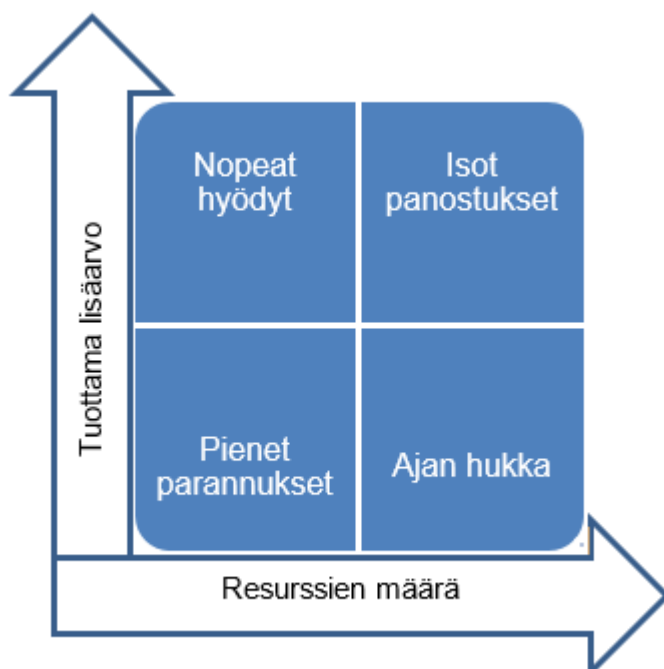 Nopeat
hyödyt
Isot
panostukset
Pienet
parannukset
Ajan hukka
Tuottama lisäarvo
Resurssien määrä